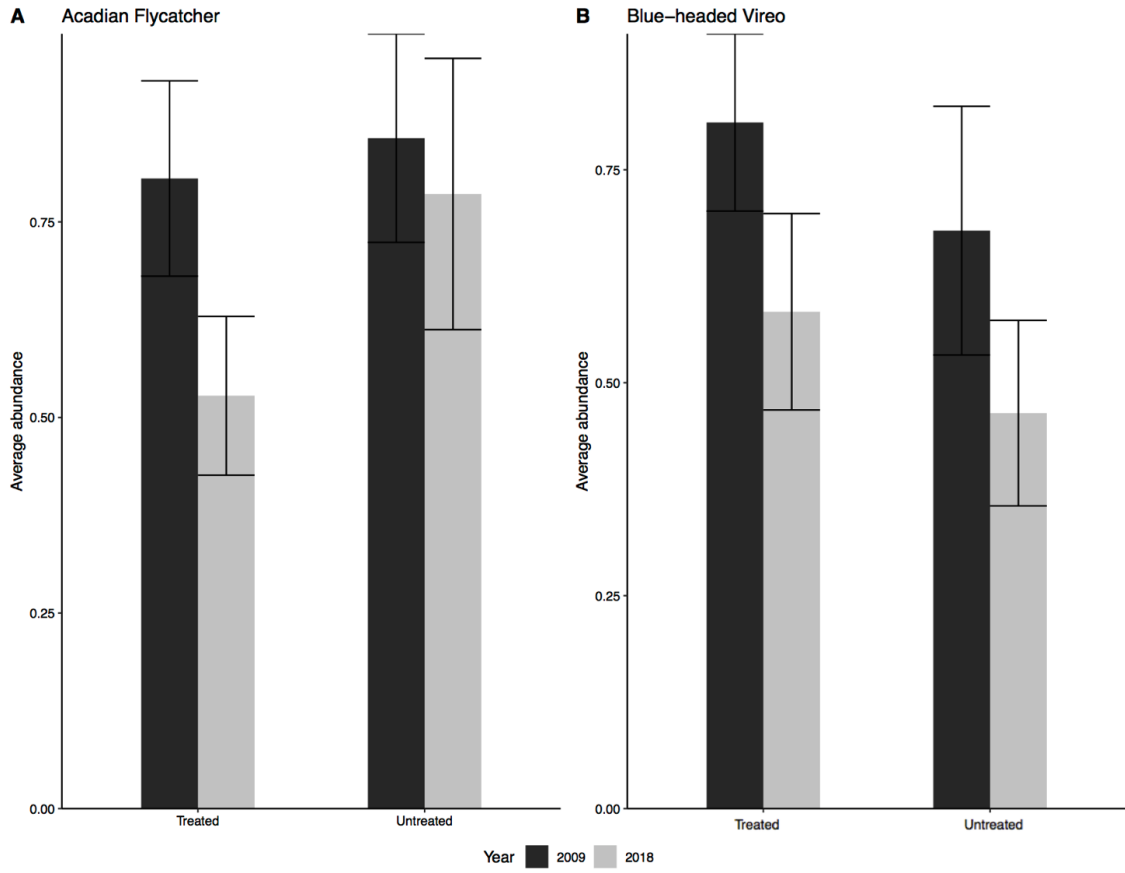 A Acadian Flycatcher
Average abundance
0.75
0.50
0.25
0.00
Treated Untreated
B Blue−headed Vireo
Average abundance
0.75
0.50
0.25
0.00
Treated Untreated
Year 2009 2018